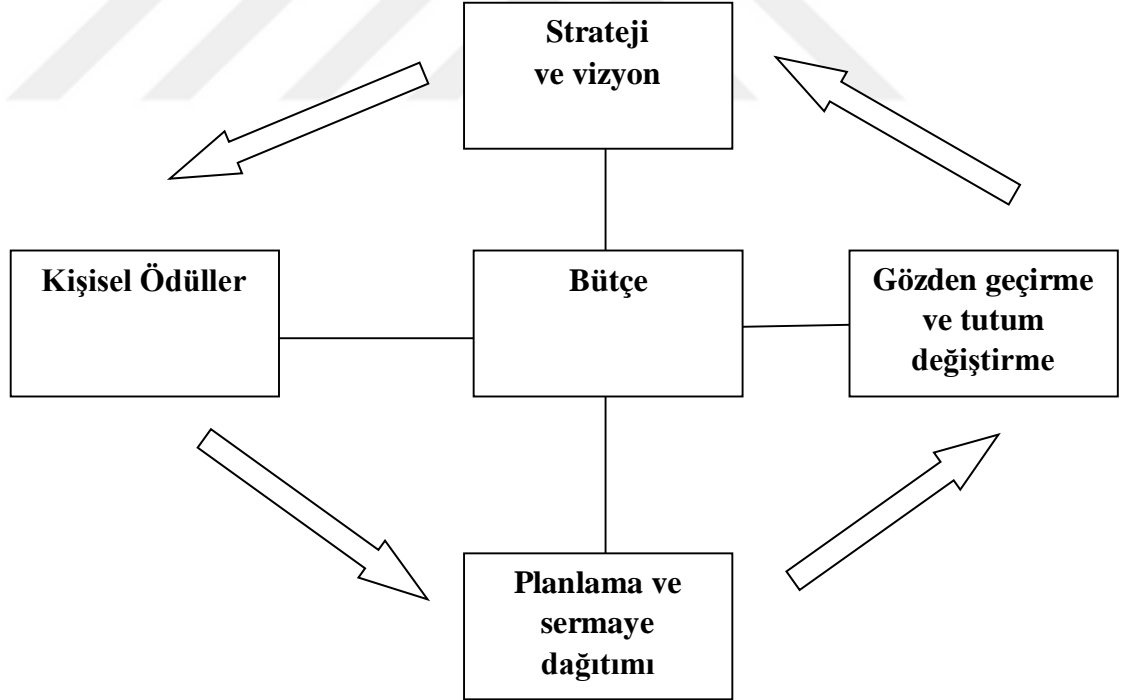 Strateji
ve vizyon
Kişisel Ödüller
Bütçe
Gözden geçirme
ve tutum
değiştirme
Planlama ve
sermaye
dağıtımı